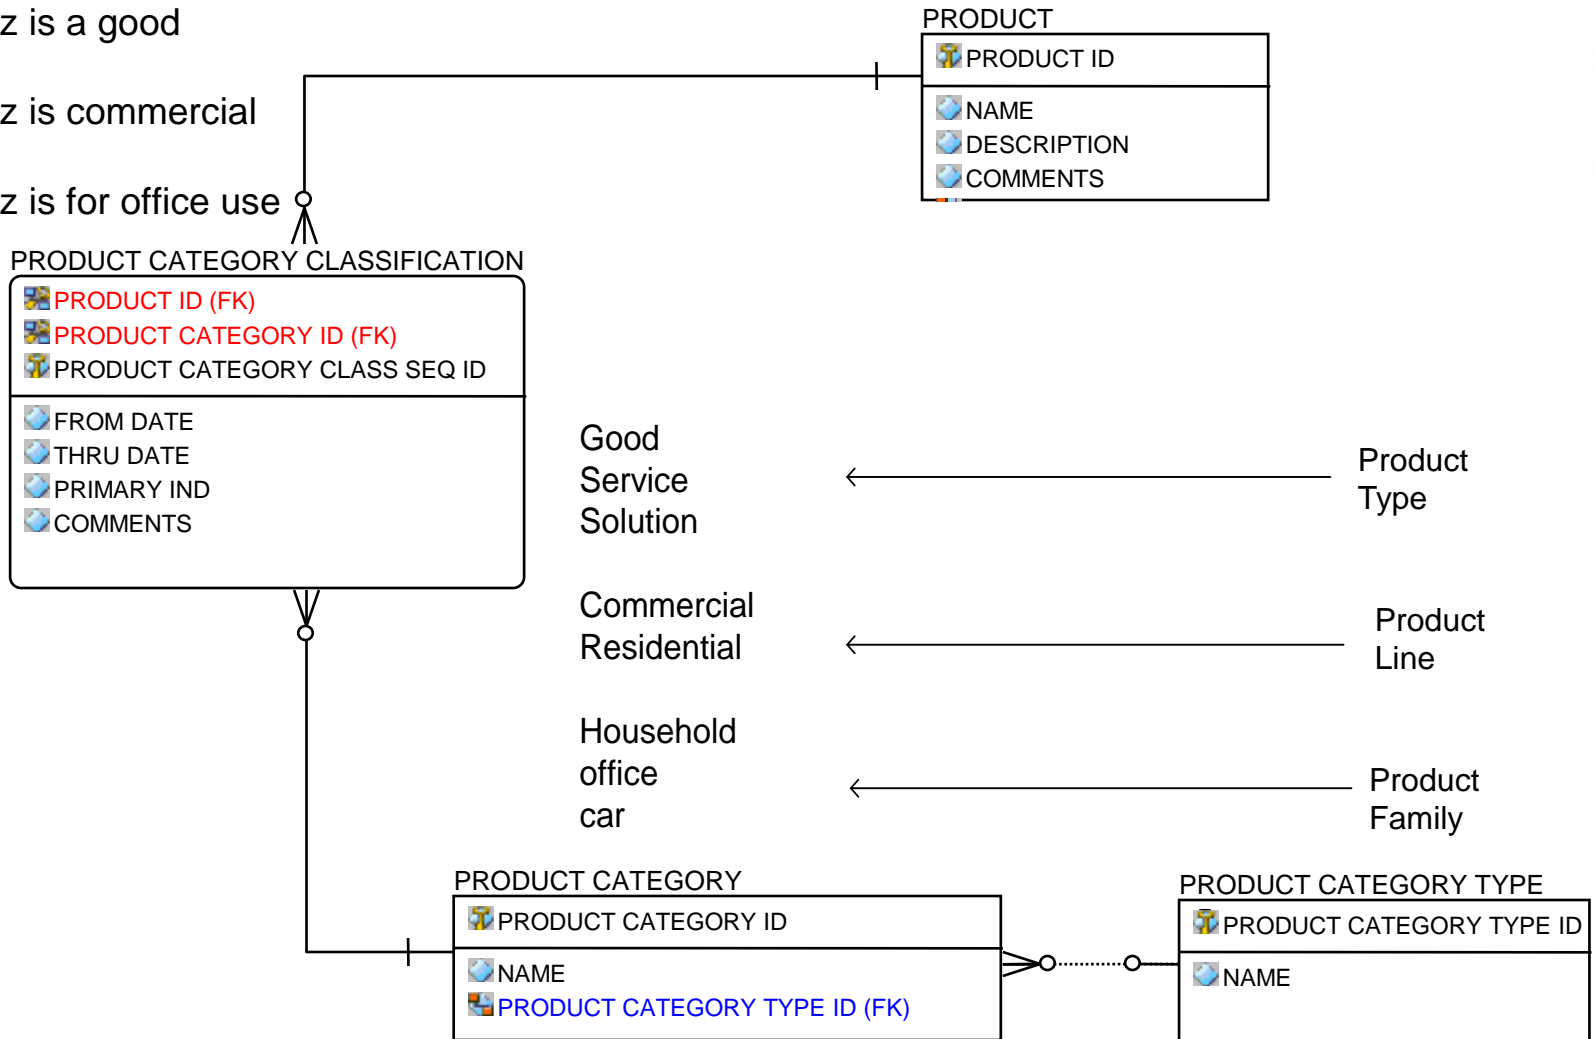 z is a good
z is commercial
z is for office use
PRODUCT
PRODUCT ID
NAME
DESCRIPTION
COMMENTS
PRODUCT CATEGORY CLASSIFICATION
PRODUCT ID (FK)
PRODUCT CATEGORY ID (FK)
PRODUCT CATEGORY CLASS SEQ ID
FROM DATE
THRU DATE
PRIMARY IND
COMMENTS
Good
Service
Solution
Product
Type
Commercial
Residential
Product
Line
Household
office
car
Product
Family
PRODUCT CATEGORY
PRODUCT CATEGORY ID
NAME
PRODUCT CATEGORY TYPE ID (FK)
PRODUCT CATEGORY TYPE
PRODUCT CATEGORY TYPE ID
NAME